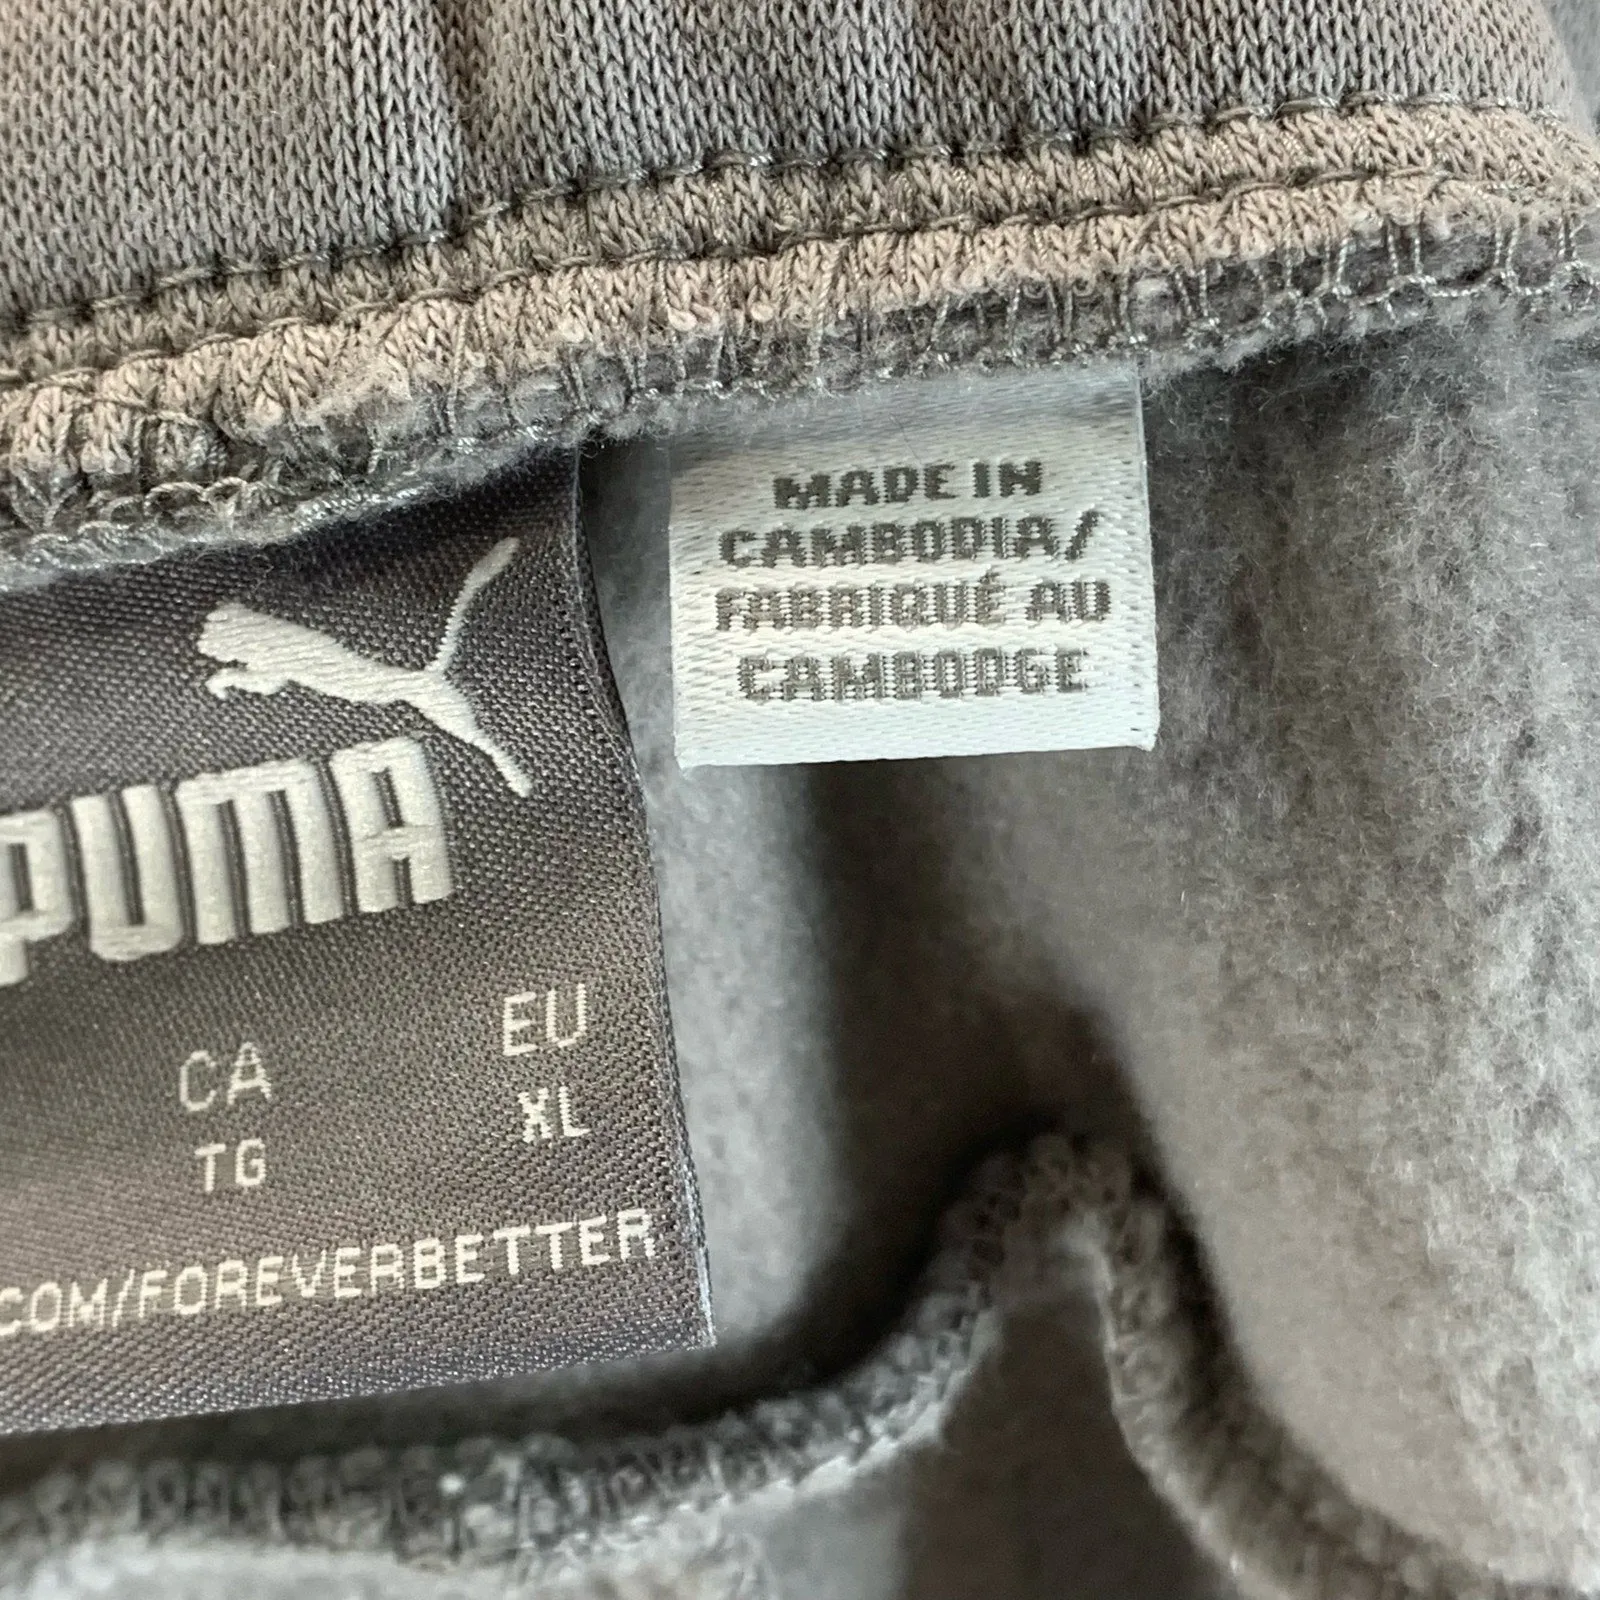 MADE IN
CAMBODIA/
FABRIQUÉ AU
CAMBODGE
PUMA
CA EU
TG XL
COM/FOREVERBETTER